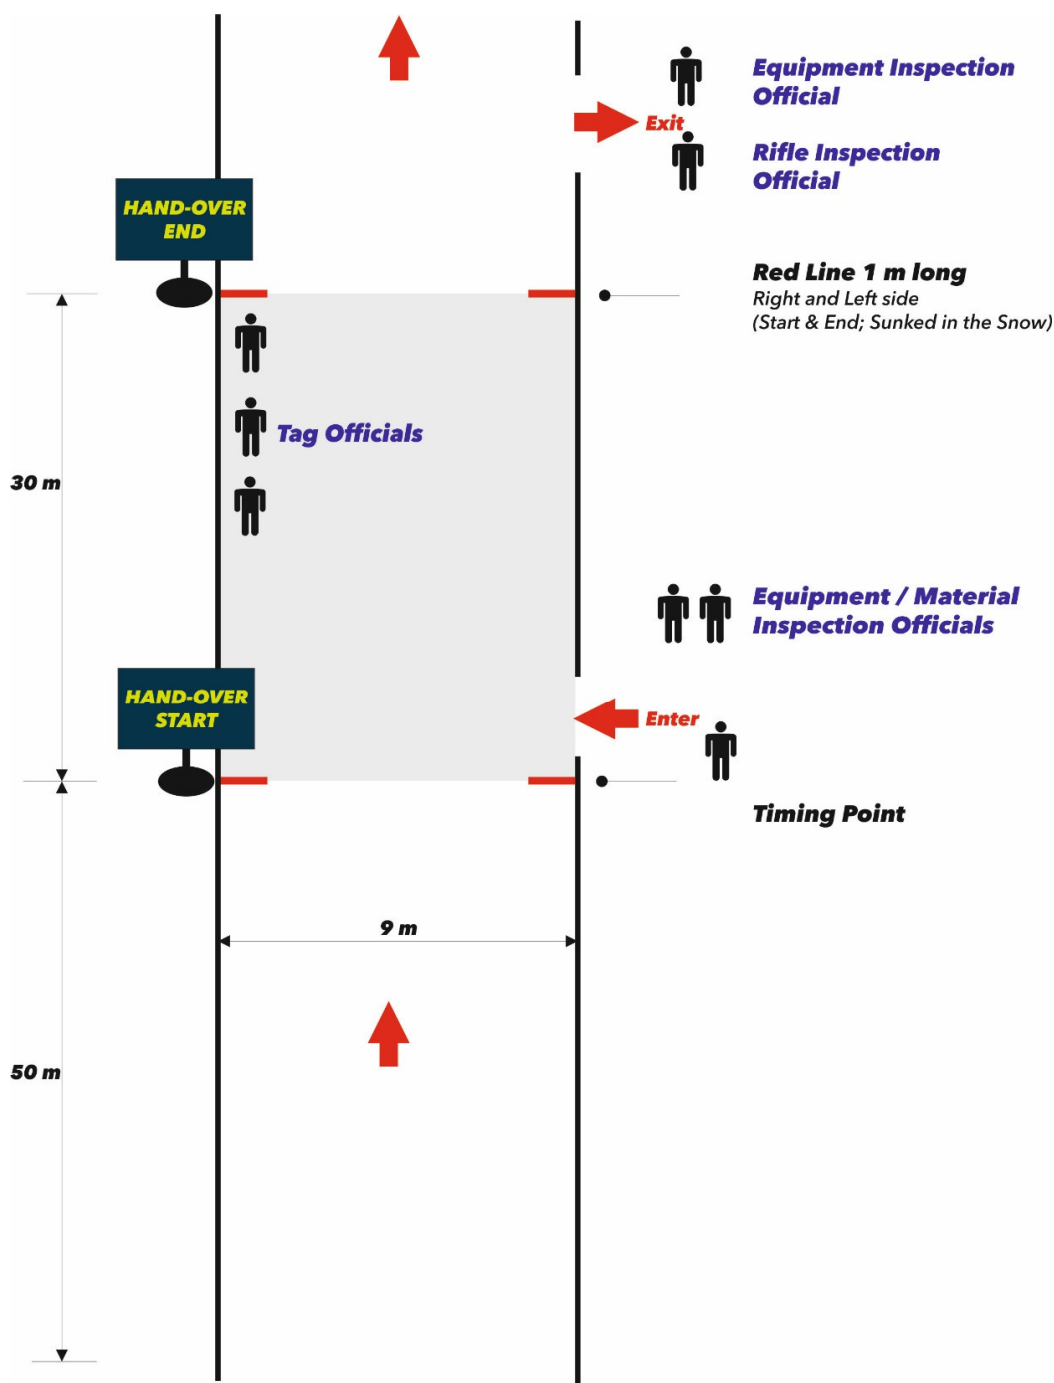 Equipment Inspection
Official
Exit
Rifle Inspection
Official
HAND-OVER
END
Red Line 1 m long
Right and Left side
(Start & End; Sunked in the Snow)
Tag Officials
30 m
Equipment / Material
Inspection Officials
HAND-OVER
START
Enter
Timing Point
9 m
50 m